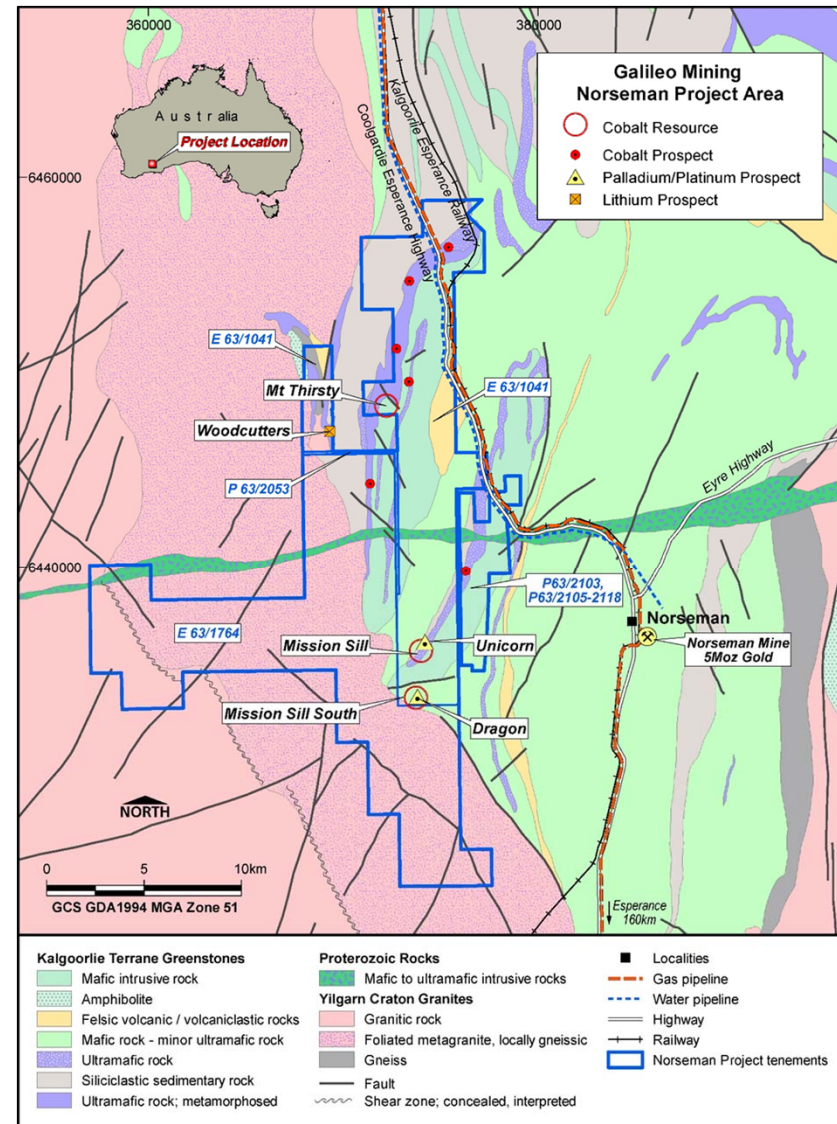 360000
380000
Galileo Mining
Norseman Project Area
Cobalt Resource
Cobalt Prospect
Palladium/Platinum Prospect
Lithium Prospect
Australia
Project Location
Kalgoorlie Esperance Railway
Coolgardie Esperance Highway
6460000
E 63/1041
Mt Thirsty
E 63/1041
Woodcutters
P 63/2053
Eyre Highway
6440000
P63/2103,
P63/2105-2118
E 63/1764
Norseman
Mission Sill
Unicorn
Norseman Mine
5Moz Gold
Mission Sill South
Dragon
NORTH
0
5
10km
GCS GDA1994 MGA Zone 51
Esperance
160km
Kalgoorlie Terrane Greenstones
Mafic intrusive rock
Amphibolite
Felsic volcanic / volcaniclastic rocks
Mafic rock - minor ultramafic rock
Ultramafic rock
Siliciclastic sedimentary rock
Ultramafic rock; metamorphosed
Proterozoic Rocks
Mafic to ultramafic intrusive rocks
Yilgarn Craton Granites
Granitic rock
Foliated metagranite, locally gneissic
Gneiss
Fault
Shear zone; concealed, interpreted
Localities
Gas pipeline
Water pipeline
Highway
Railway
Norseman Project tenements